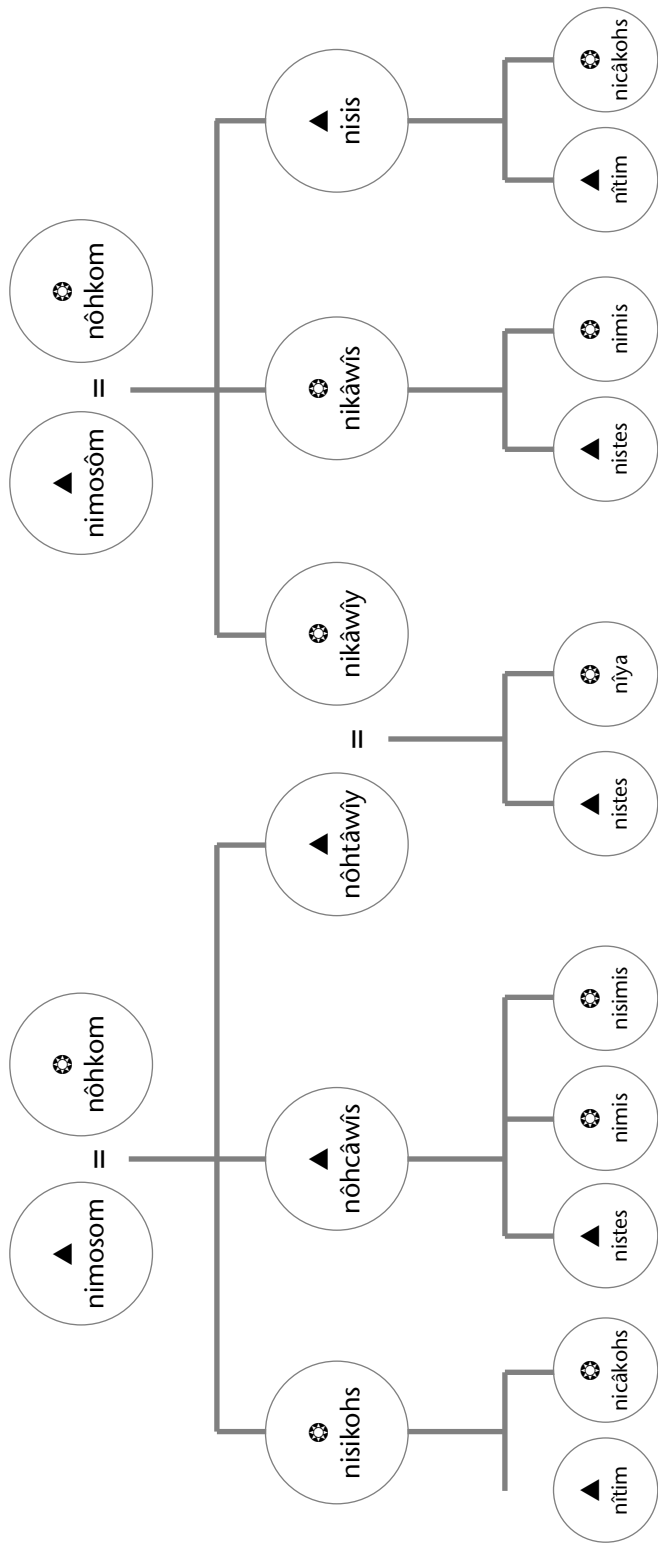 nimosom
=
nôhkom
nimosôm
=
nôhkom
nisikohs
nôhcâwis
nôhtâwîy
=
nikâwîy
nikâwîs
nisis
nîtim
nicâkohs
nistes
nimis
nisimis
nistes
nîya
nistes
nimis
nîtim
nicâkohs